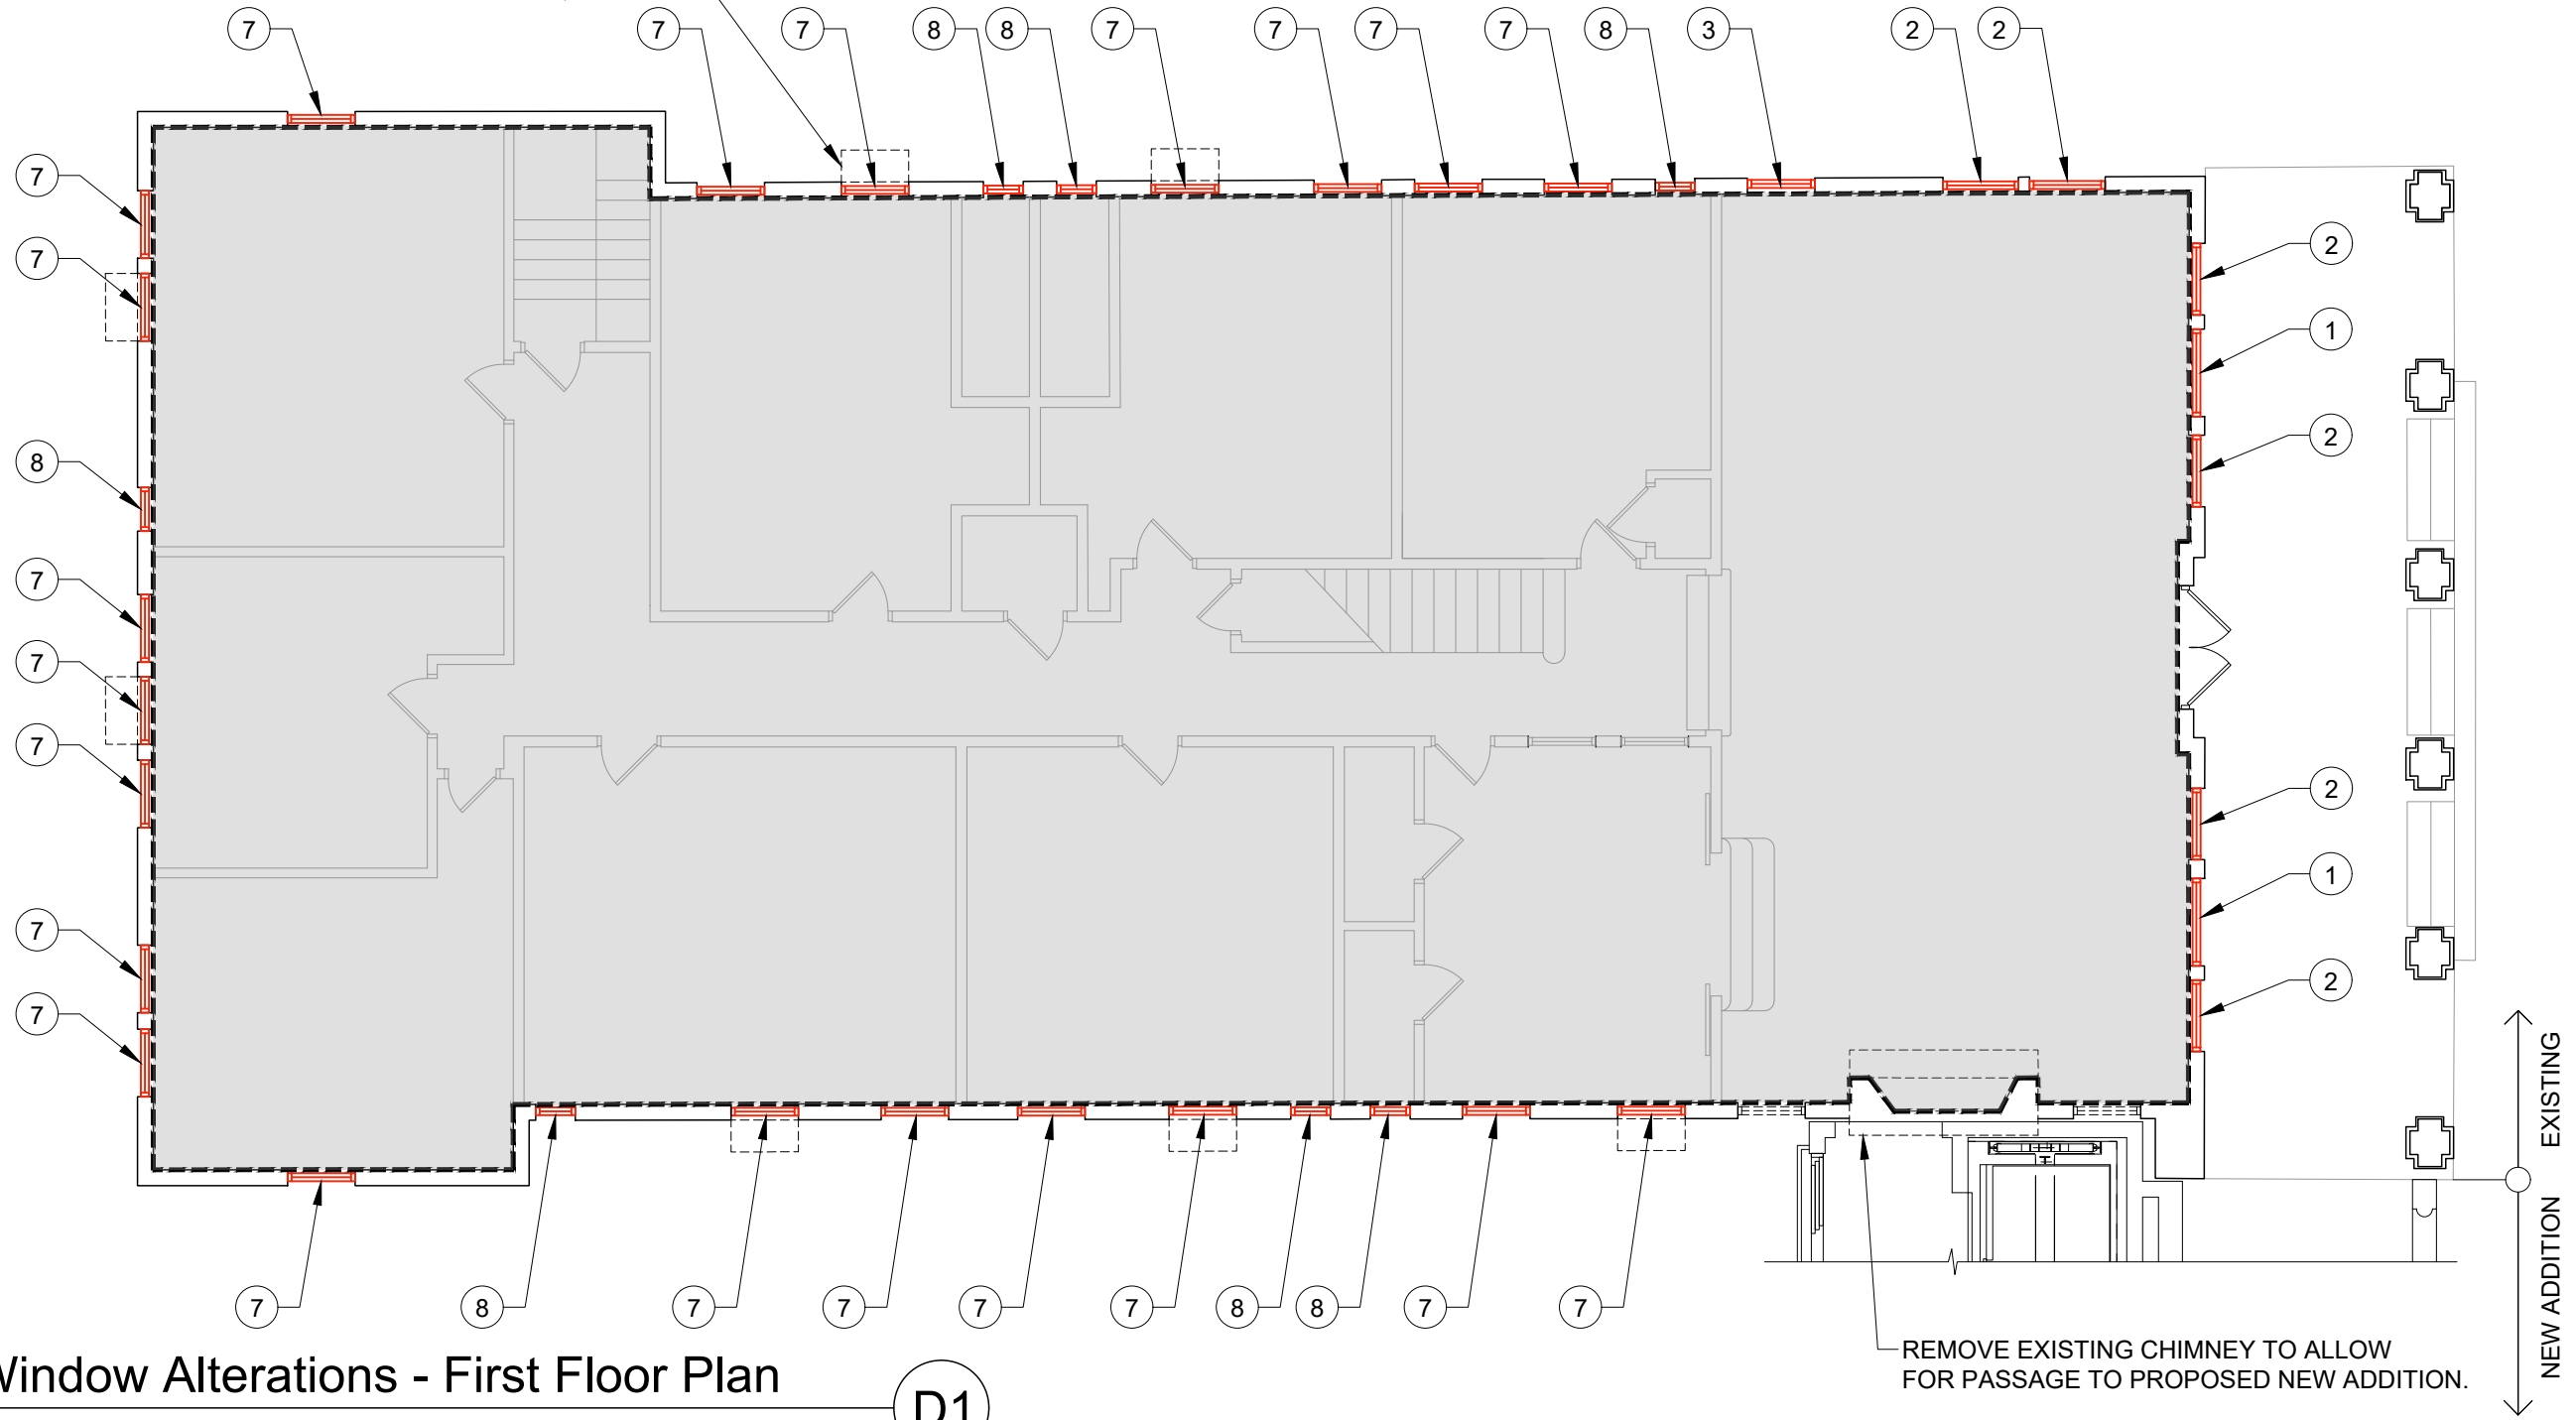 7 7 7 8 8 7 7 7 7 8 3 2 2
7
7
8
7
7
7
7
7
2
1
2
2
1
2
7 8 7 7 7 7 8 8 7 7
EXISTING
NEW ADDITION
REMOVE EXISTING CHIMNEY TO ALLOW
FOR PASSAGE TO PROPOSED NEW ADDITION.
Window Alterations - First Floor Plan
D1